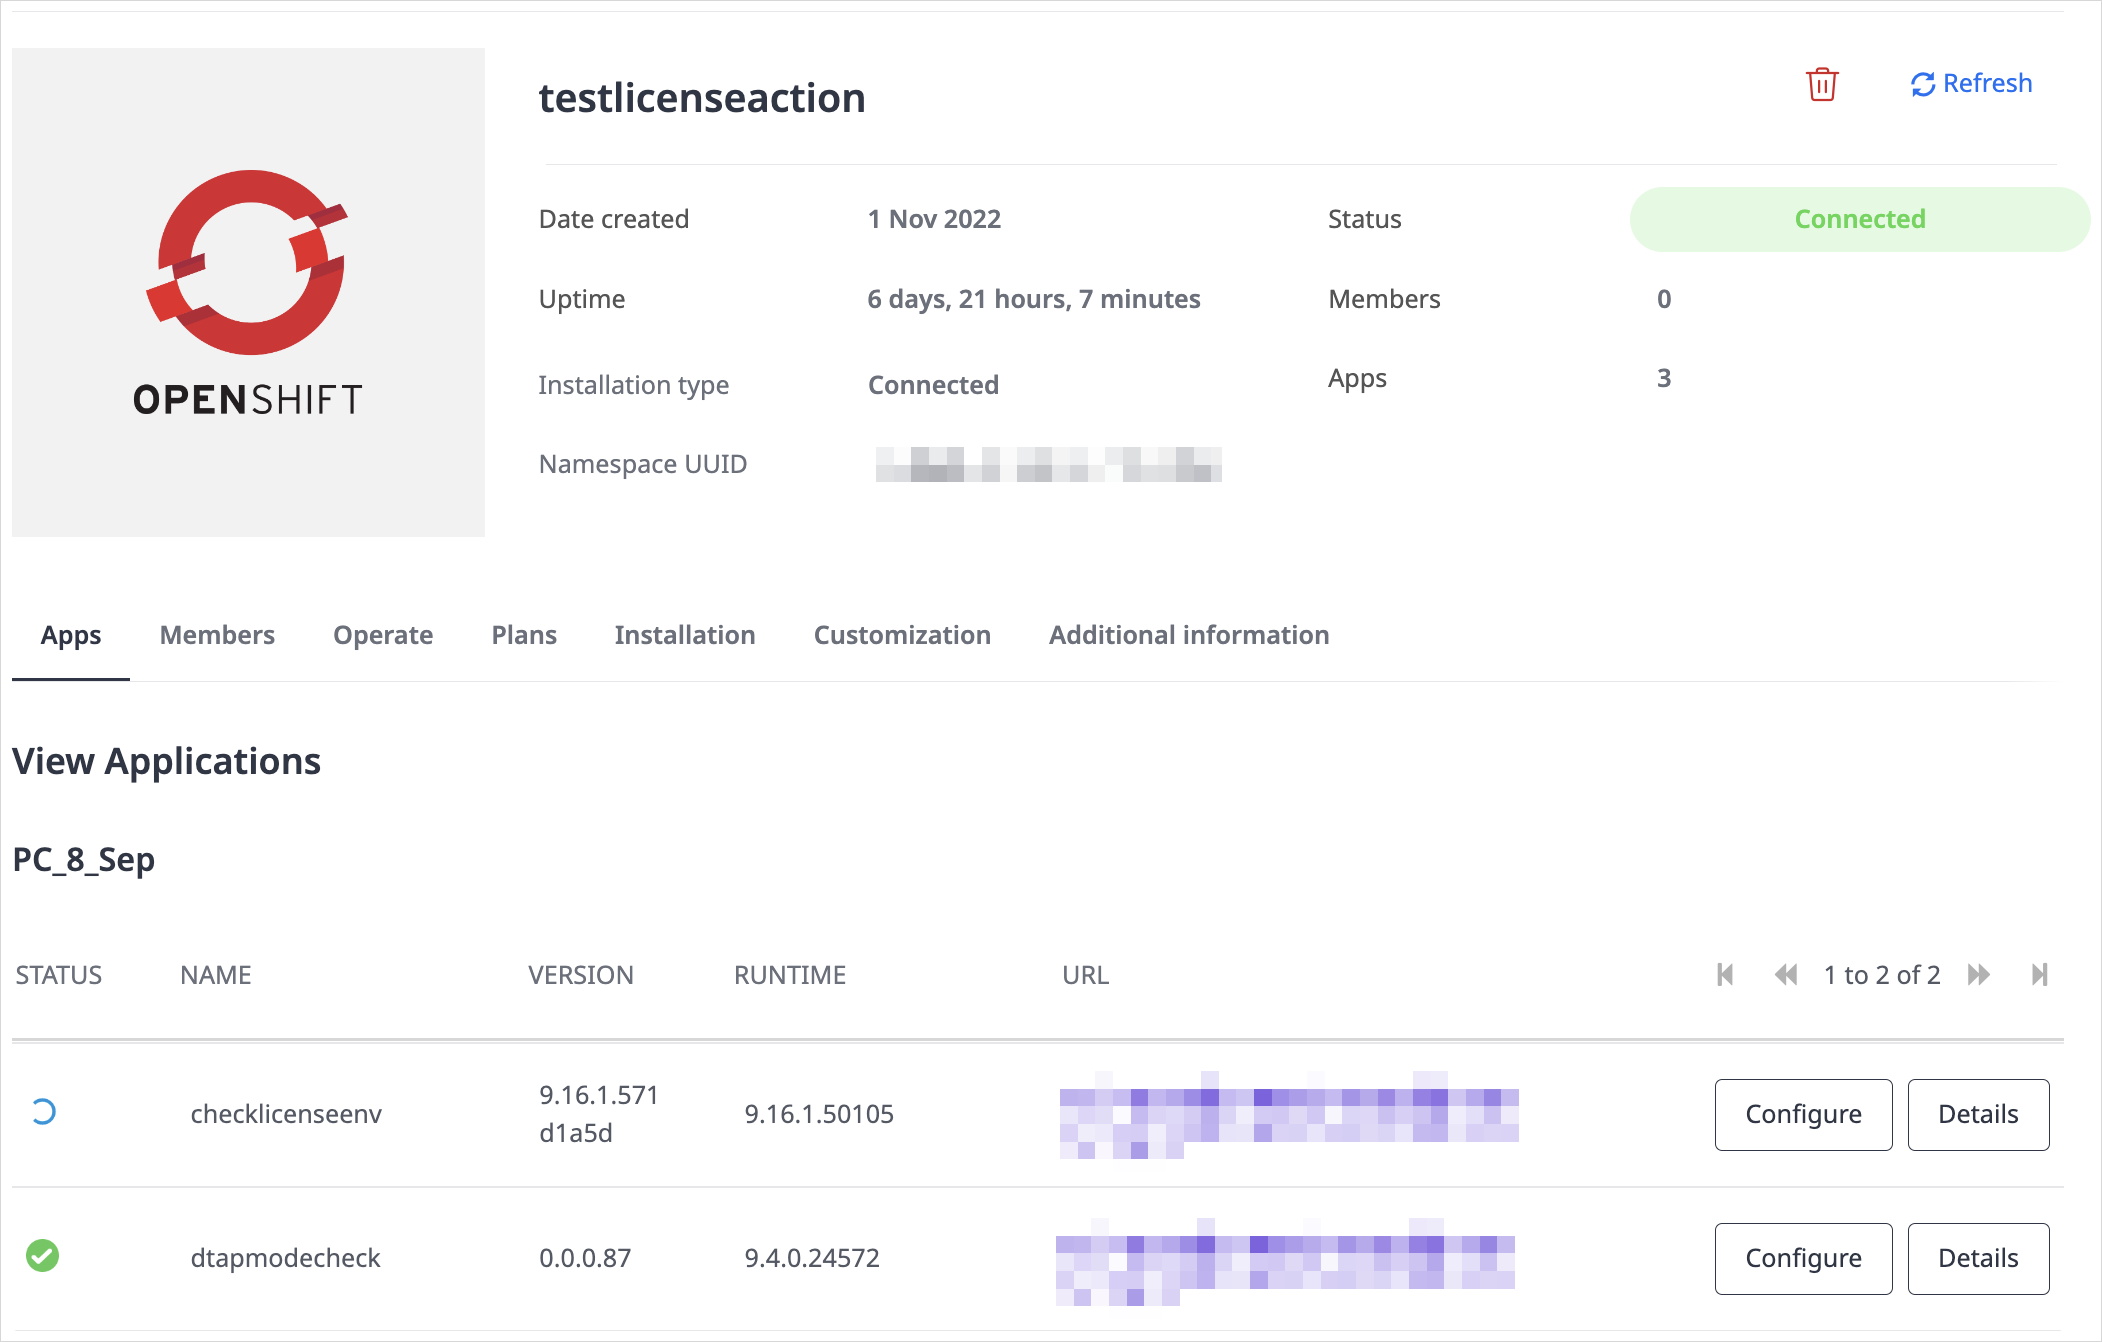 testlicenseaction
Refresh
OPENSHIFT
Date created 1 Nov 2022 Status Connected
Uptime 6 days, 21 hours, 7 minutes Members 0
Installation type Connected Apps 3
Namespace UUID
Apps Members Operate Plans Installation Customization Additional information
View Applications
PC_8_Sep
STATUS NAME VERSION RUNTIME URL 1 to 2 of 2
checklicenseenv 9.16.1.571 9.16.1.50105 Configure Details
d1a5d
dtapmodecheck 0.0.0.87 9.4.0.24572 Configure Details